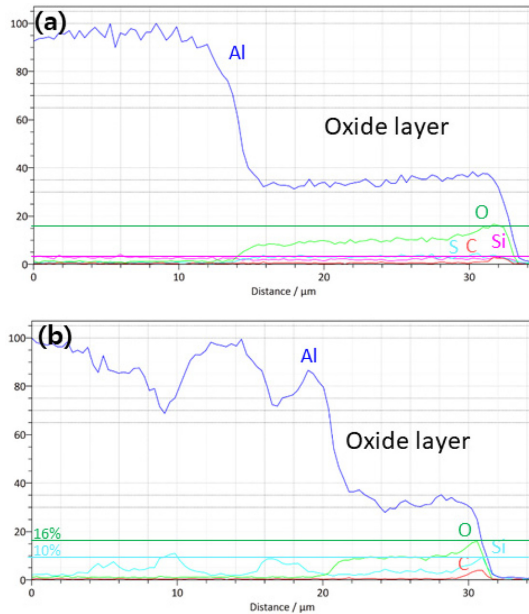 (a)
100
Al
80
60
Oxide layer
40
20
O
S C Si
0
0 10 20 30
Distance / µm
(b)
100
Al
80
60
Oxide layer
40
20
16%
O
10%
Si
C
0
0 10 20 30
Distance / µm